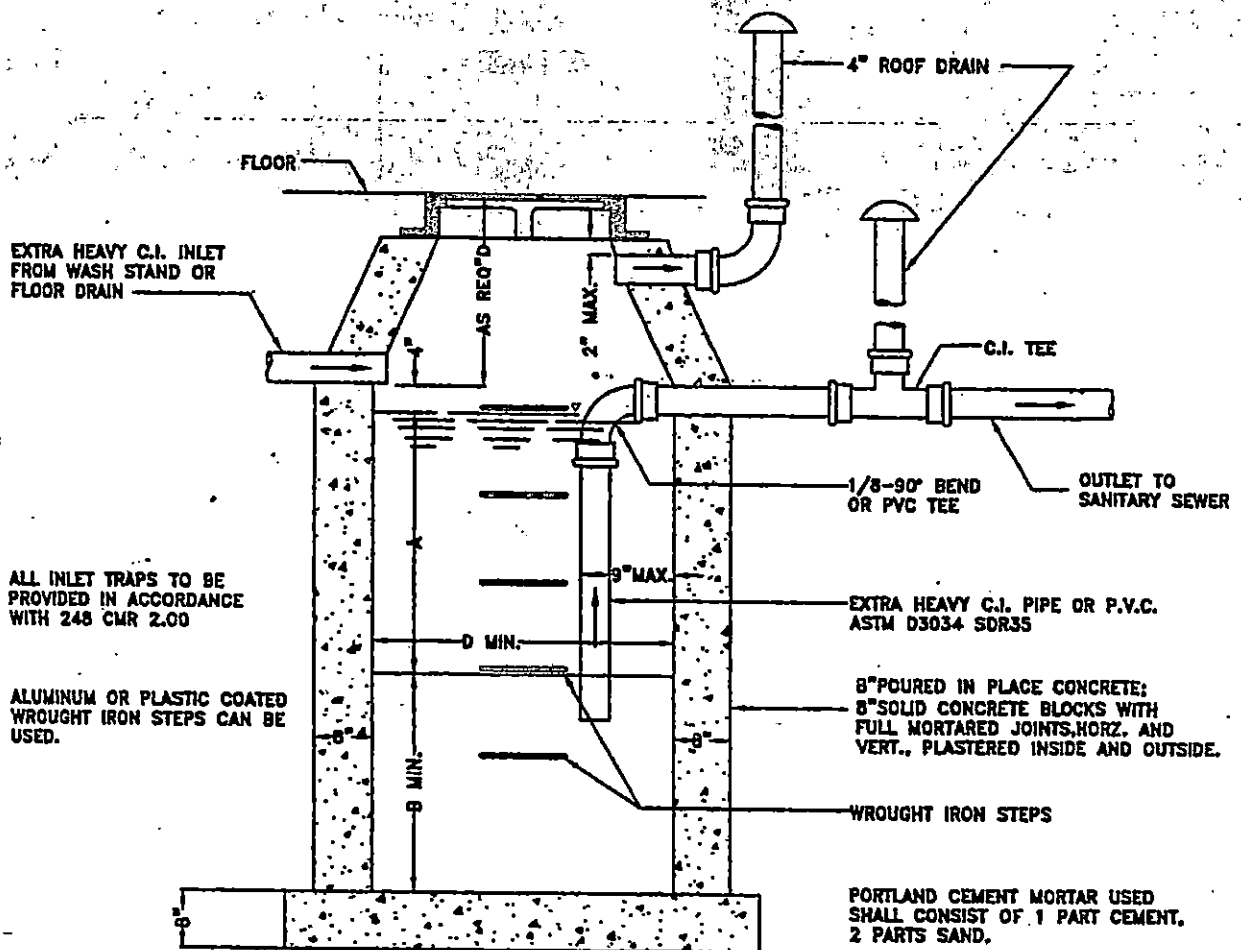 4" ROOF DRAIN
FLOOR
EXTRA HEAVY C.I. INLET
FROM WASH STAND OR
FLOOR DRAIN
AS REQ'D
2" MAX.
4"
C.I. TEE
1/8-90° BEND
OR PVC TEE
OUTLET TO
SANITARY SEWER
A
9" MAX.
ALL INLET TRAPS TO BE
PROVIDED IN ACCORDANCE
WITH 248 CMR 2.00
EXTRA HEAVY C.I. PIPE OR P.V.C.
ASTM D3034 SDR35
D MIN.
ALUMINUM OR PLASTIC COATED
WROUGHT IRON STEPS CAN BE
USED.
8"
8"
8"POURED IN PLACE CONCRETE;
8"SOLID CONCRETE BLOCKS WITH
FULL MORTARED JOINTS,HORZ. AND
VERT., PLASTERED INSIDE AND OUTSIDE.
B MIN.
WROUGHT IRON STEPS
8"
PORTLAND CEMENT MORTAR USED
SHALL CONSIST OF 1 PART CEMENT,
2 PARTS SAND.